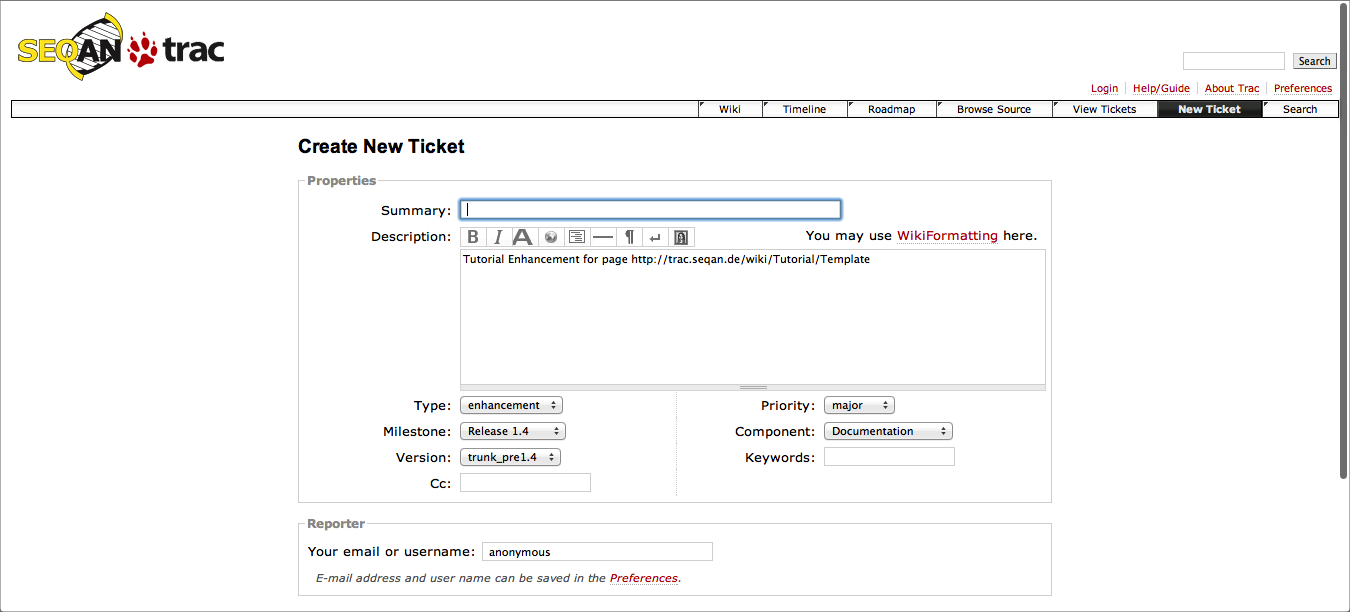 SEQAN trac
Search
Login Help/Guide About Trac Preferences
Wiki Timeline Roadmap Browse Source View Tickets New Ticket Search
Create New Ticket
Properties
Summary:
Description: B I A ¶ You may use WikiFormatting here.
Tutorial Enhancement for page http://trac.seqan.de/wiki/Tutorial/Template
Type: enhancement Priority: major
Milestone: Release 1.4 Component: Documentation
Version: trunk_pre1.4 Keywords:
Cc:
Reporter
Your email or username: anonymous
E-mail address and user name can be saved in the Preferences.